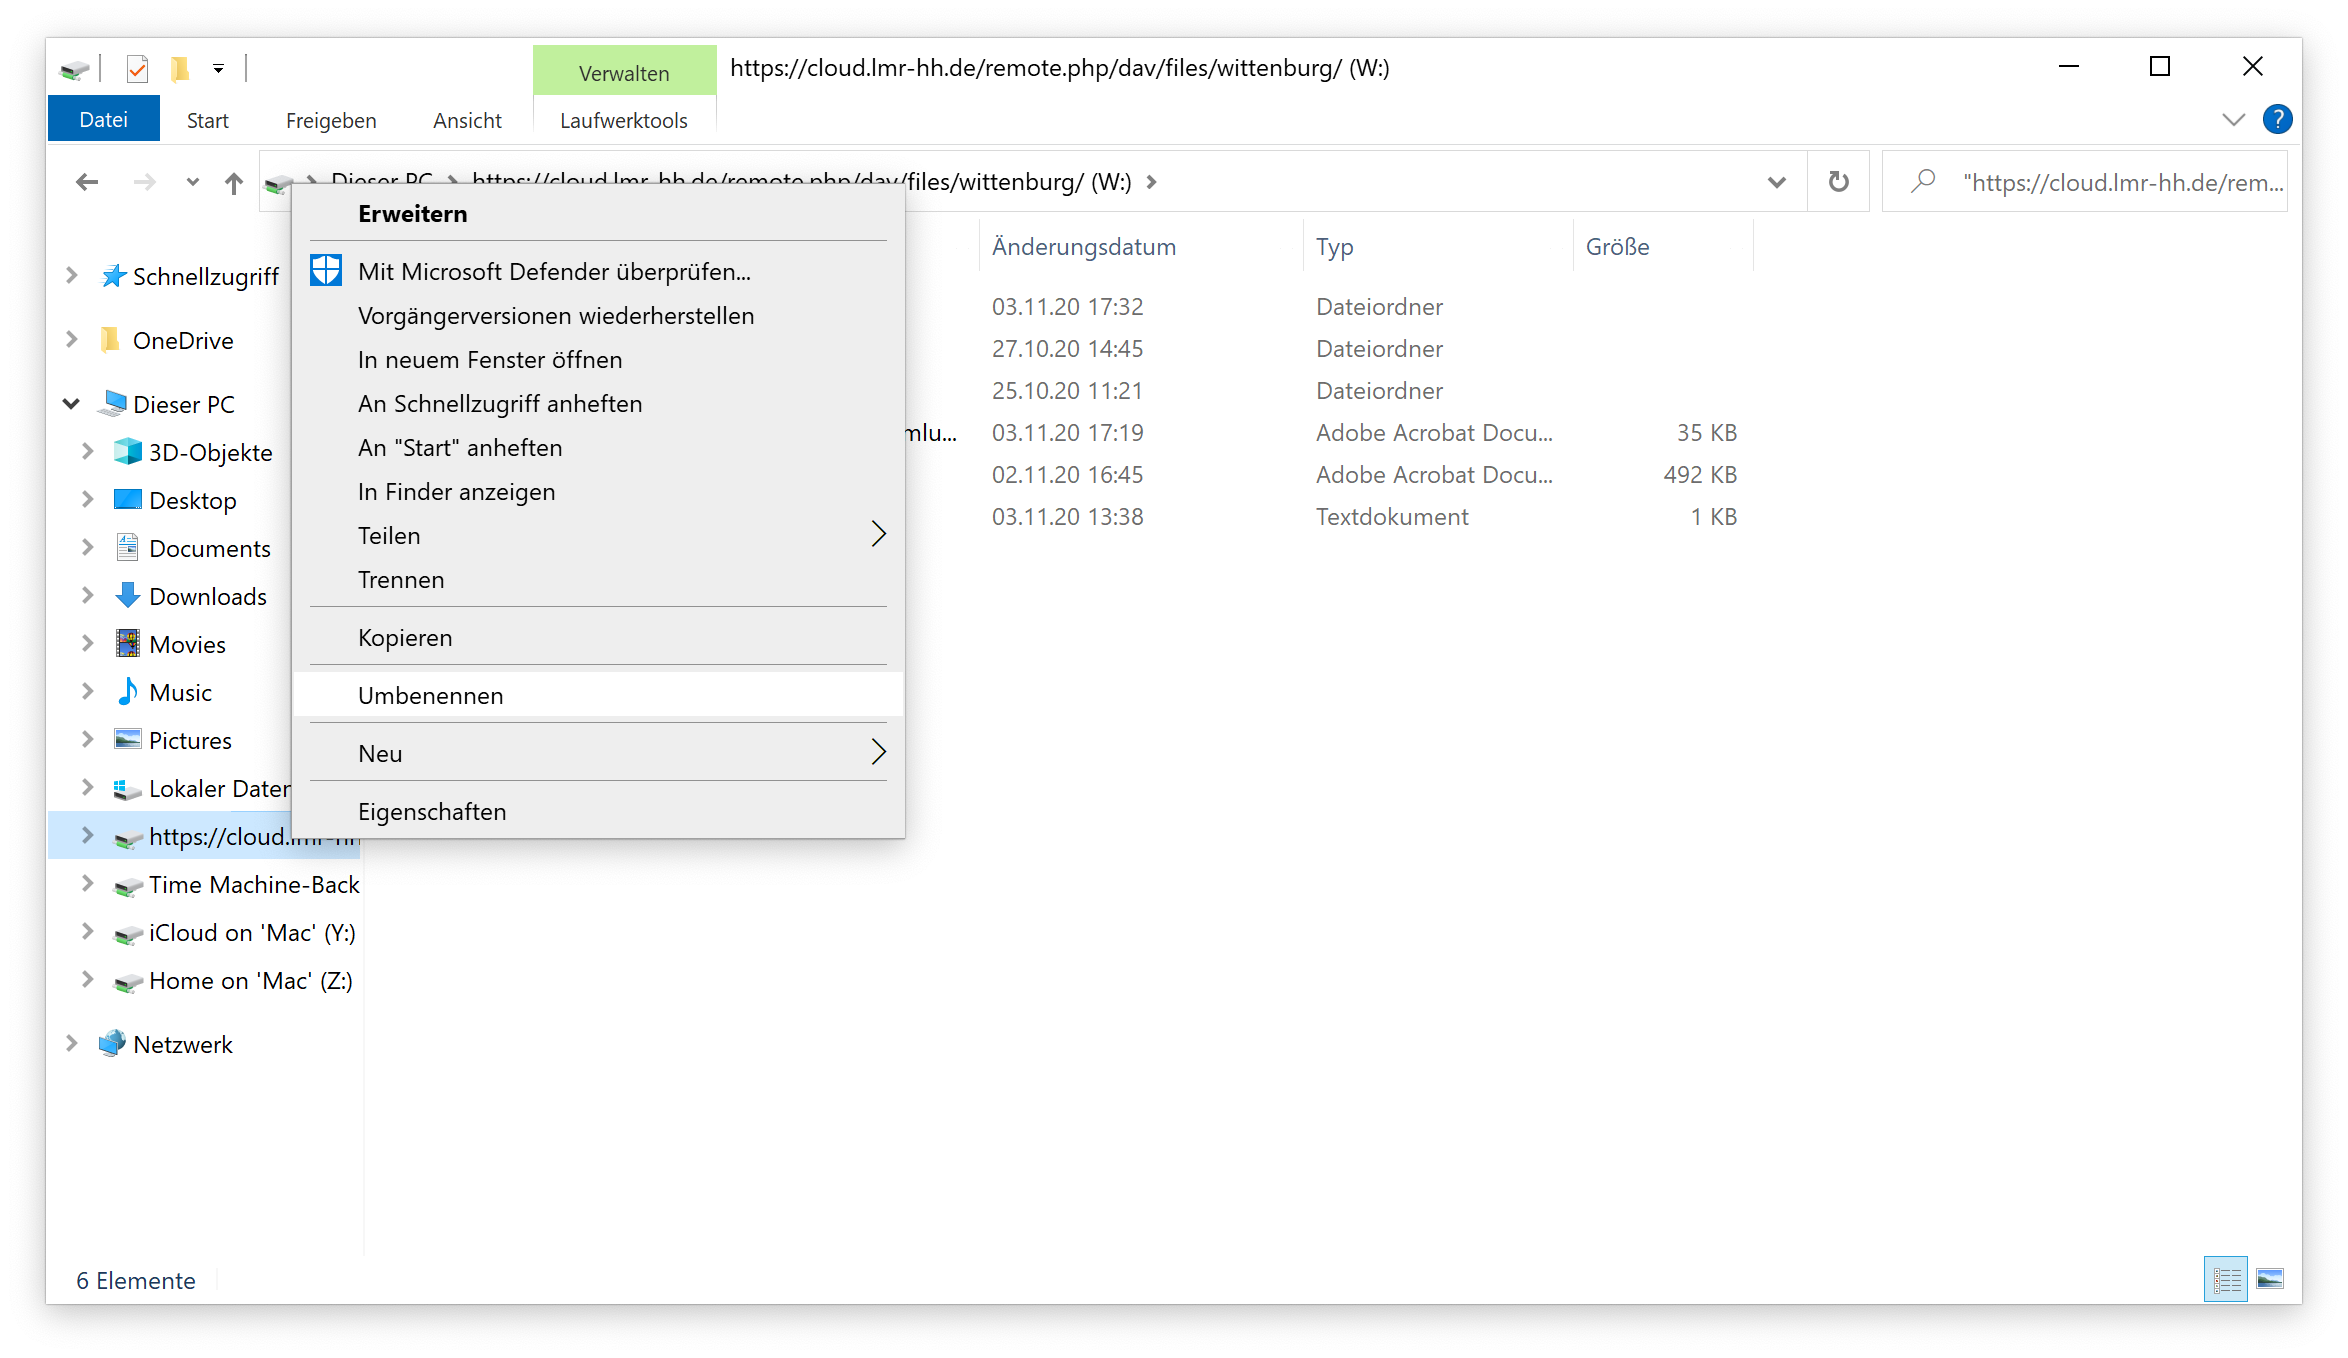 Verwalten
https://cloud.lmr-hh.de/remote.php/dav/files/wittenburg/ (W:)
Datei
Start
Freigeben
Ansicht
Laufwerktools
Dieser PC
https://cloud.lmr-hh.de/remote.php/dav/files/wittenburg/ (W:)
"https://cloud.lmr-hh.de/rem...
Änderungsdatum
Typ
Größe
Schnellzugriff
OneDrive
Dieser PC
3D-Objekte
Desktop
Documents
Downloads
Movies
Music
Pictures
Lokaler Daten
https://cloud.lmr-hh
Time Machine-Back
iCloud on 'Mac' (Y:)
Home on 'Mac' (Z:)
Netzwerk
Erweitern
Mit Microsoft Defender überprüfen...
Vorgängerversionen wiederherstellen
In neuem Fenster öffnen
An Schnellzugriff anheften
An "Start" anheften
In Finder anzeigen
Teilen
Trennen
Kopieren
Umbenennen
Neu
Eigenschaften
03.11.20 17:32 Dateiordner
27.10.20 14:45 Dateiordner
25.10.20 11:21 Dateiordner
mlu... 03.11.20 17:19 Adobe Acrobat Docu... 35 KB
02.11.20 16:45 Adobe Acrobat Docu... 492 KB
03.11.20 13:38 Textdokument 1 KB
6 Elemente